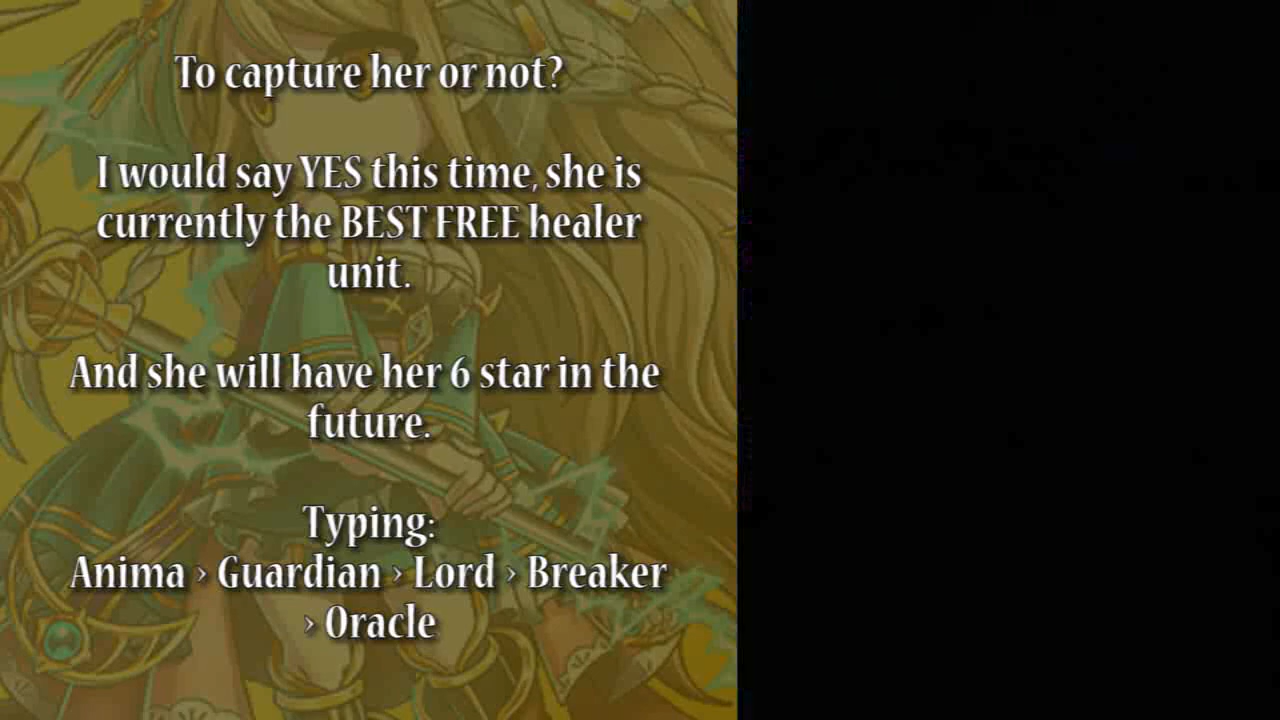 To capture her or not?
I would say YES this time, she is
currently the BEST FREE healer
unit.
And she will have her 6 star in the
future.
Typing:
Anima > Guardian > Lord > Breaker
> Oracle